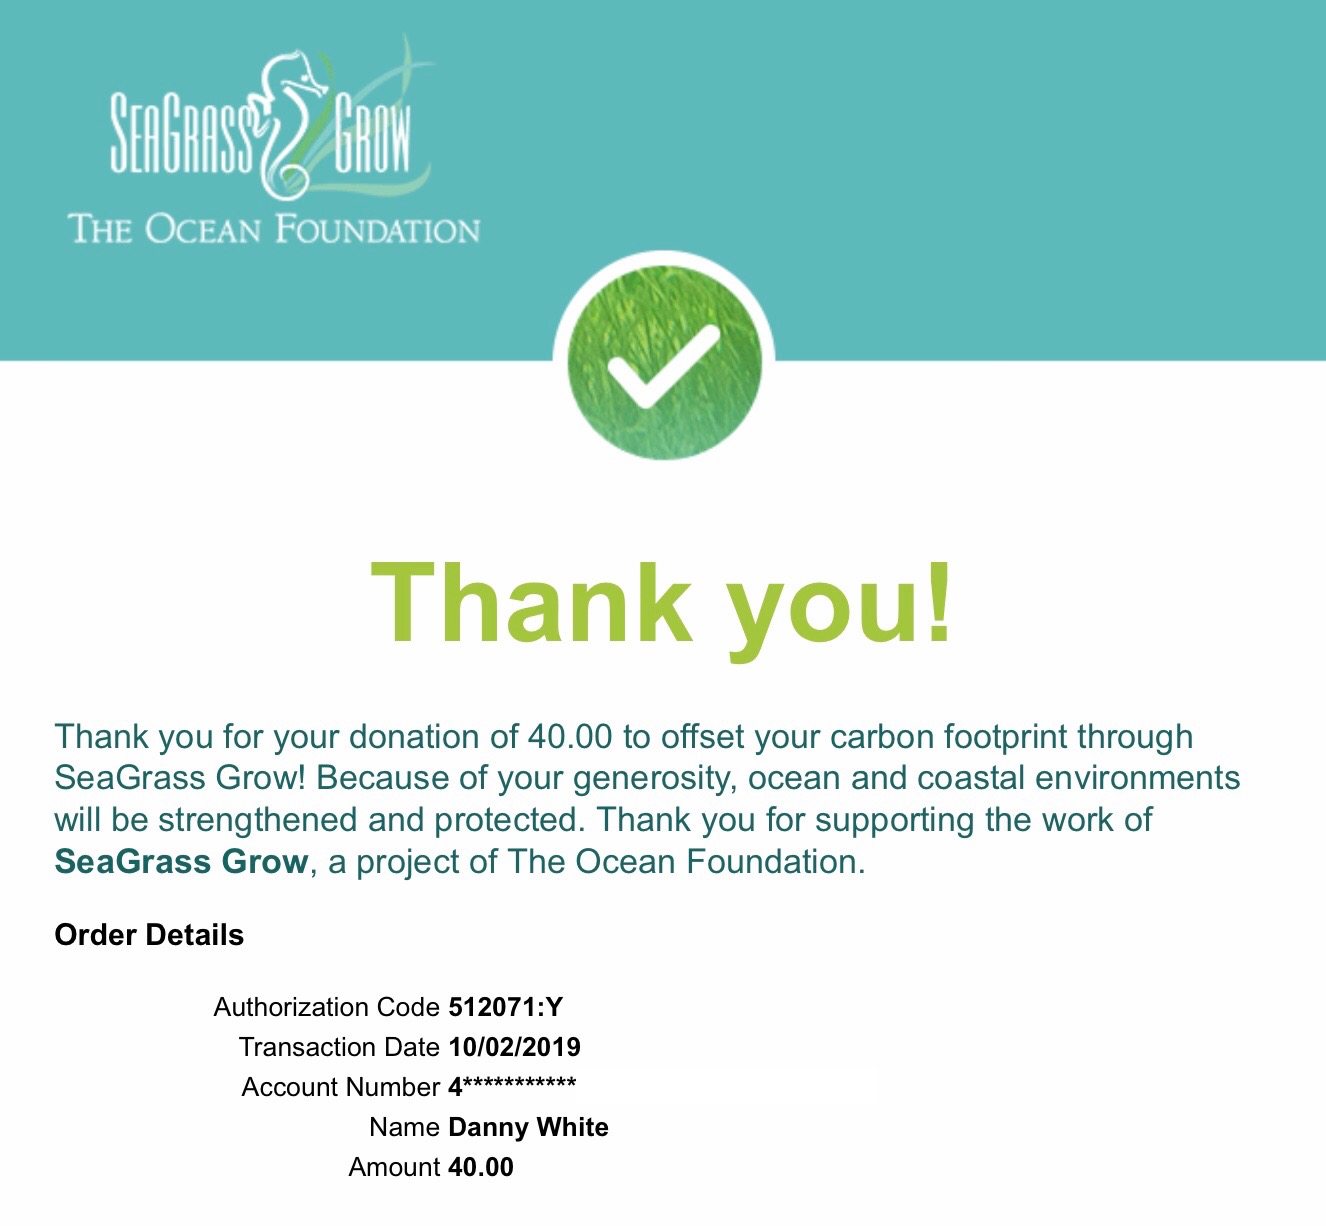 SEAGRASS GROW
THE OCEAN FOUNDATION
Thank you!
Thank you for your donation of 40.00 to offset your carbon footprint through
SeaGrass Grow! Because of your generosity, ocean and coastal environments
will be strengthened and protected. Thank you for supporting the work of
SeaGrass Grow, a project of The Ocean Foundation.
Order Details
Authorization Code 512071:Y
Transaction Date 10/02/2019
Account Number 4***********
Name Danny White
Amount 40.00